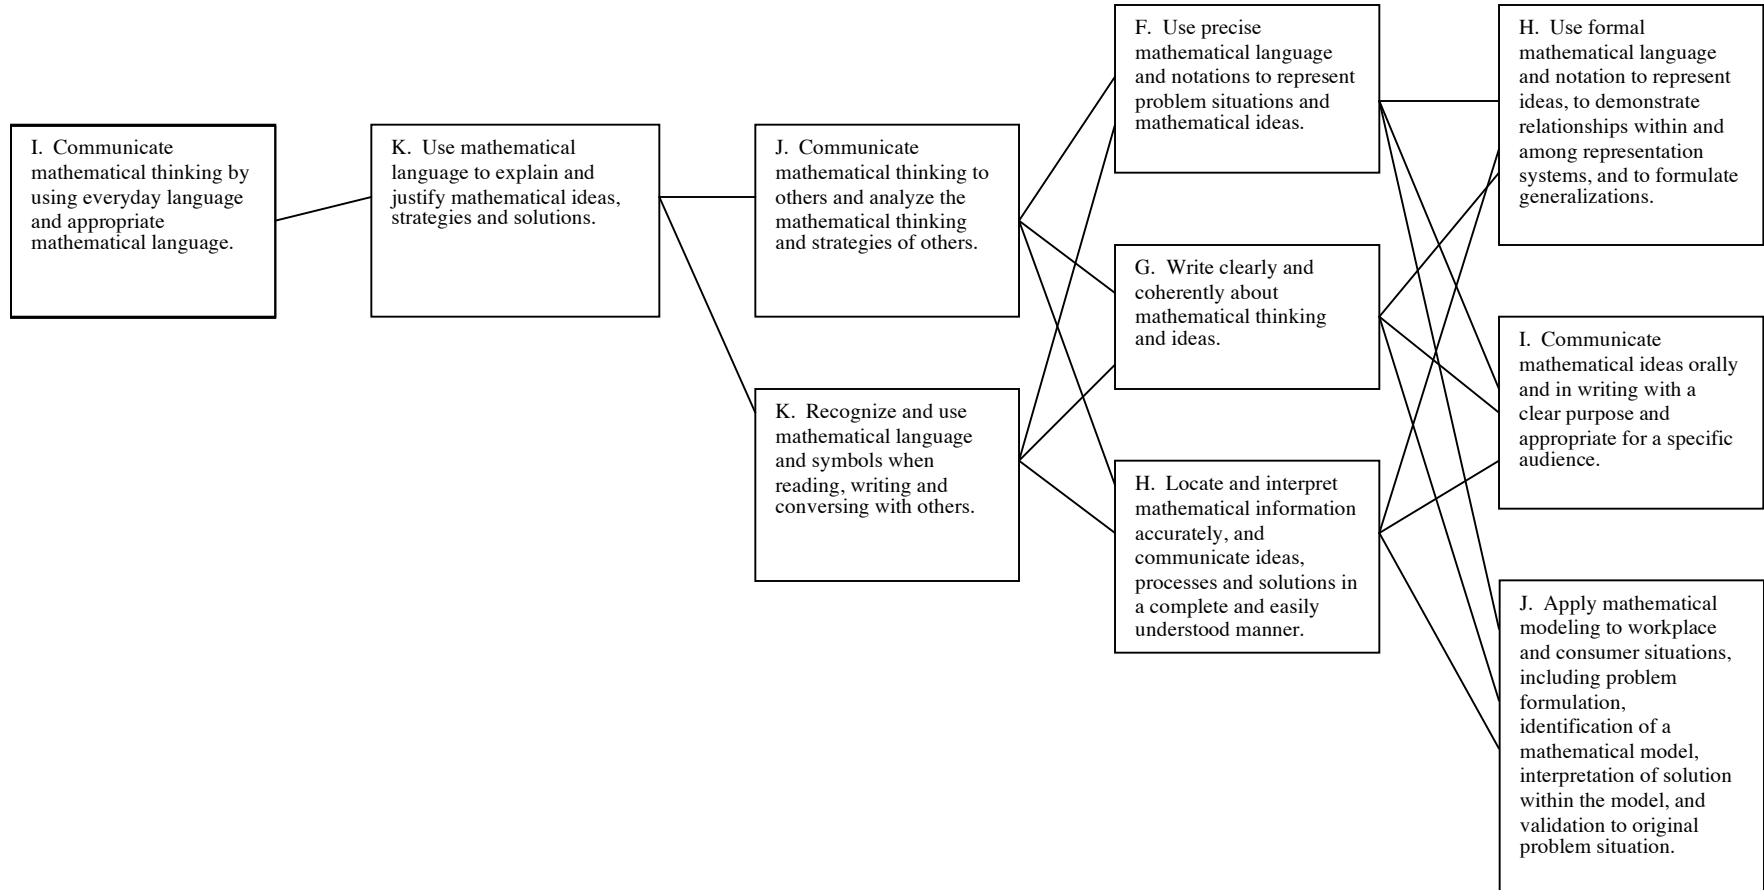 I.  Communicate
mathematical thinking by
using everyday language
and appropriate
mathematical language.
K.  Use mathematical
language to explain and
justify mathematical ideas,
strategies and solutions.
J.  Communicate
mathematical thinking to
others and analyze the
mathematical thinking
and strategies of others.
K.  Recognize and use
mathematical language
and symbols when
reading, writing and
conversing with others.
F.  Use precise
mathematical language
and notations to represent
problem situations and
mathematical ideas.
G.  Write clearly and
coherently about
mathematical thinking
and ideas.
H.  Locate and interpret
mathematical information
accurately, and
communicate ideas,
processes and solutions in
a complete and easily
understood manner.
H.  Use formal
mathematical language
and notation to represent
ideas, to demonstrate
relationships within and
among representation
systems, and to formulate
generalizations.
I.  Communicate
mathematical ideas orally
and in writing with a
clear purpose and
appropriate for a specific
audience.
J.  Apply mathematical
modeling to workplace
and consumer situations,
including problem
formulation,
identification of a
mathematical model,
interpretation of solution
within the model, and
validation to original
problem situation.